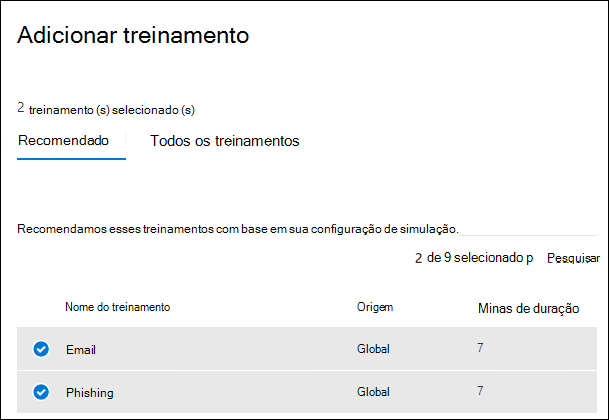 Adicionar treinamento
2 treinamento (s) selecionado (s)
Recomendado Todos os treinamentos
Recomendamos esses treinamentos com base em sua configuração de simulação.
2 de 9 selecionado p Pesquisar
Nome do treinamento Origem Minas de duração
Email Global 7
Phishing Global 7